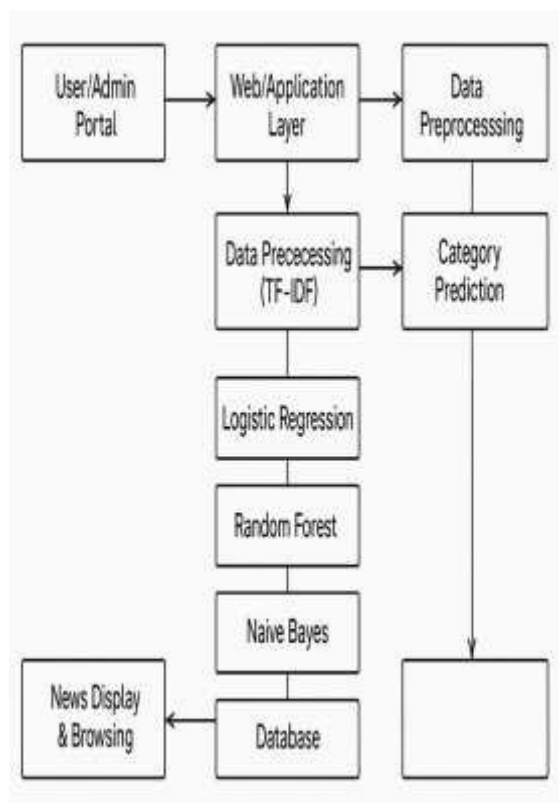 User/Admin
Portal
Web/Application
Layer
Data
Preprocesssing
Data Prececessing
(TF-IDF)
Category
Prediction
Logistic Regression
Random Forest
Naive Bayes
News Display
& Browsing
Database